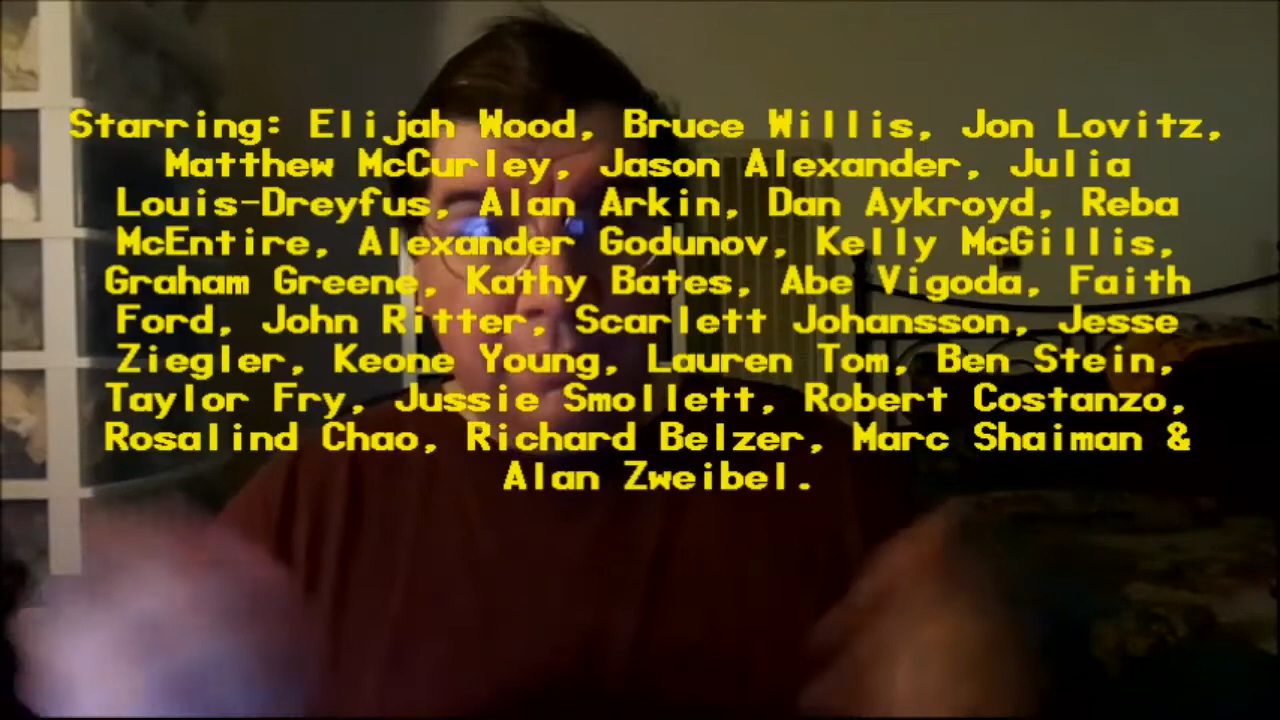 Starring: Elijah Wood, Bruce Willis, Jon Lovitz,
Matthew McCurley, Jason Alexander, Julia
Louis-Dreyfus, Alan Arkin, Dan Aykroyd, Reba
McEntire, Alexander Godunov, Kelly McGillis,
Graham Greene, Kathy Bates, Abe Vigoda, Faith
Ford, John Ritter, Scarlett Johansson, Jesse
Ziegler, Keone Young, Lauren Tom, Ben Stein,
Taylor Fry, Jussie Smollett, Robert Costanzo,
Rosalind Chao, Richard Belzer, Marc Shaiman &
Alan Zweibel.